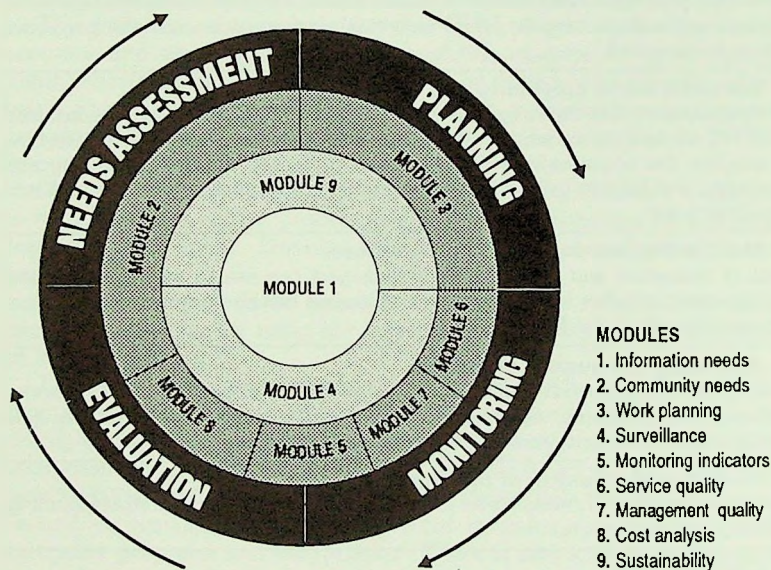 NEEDS ASSESSMENT
PLANNING
MODULE 2
MODULE 9
MODULE 3
MODULE 1
MODULE 6
MODULE 4
MODULE 7
MODULE 8
MODULE 5
EVALUATION
MONITORING
MODULES
1. Information needs
2. Community needs
3. Work planning
4. Surveillance
5. Monitoring indicators
6. Service quality
7. Management quality
8. Cost analysis
9. Sustainability